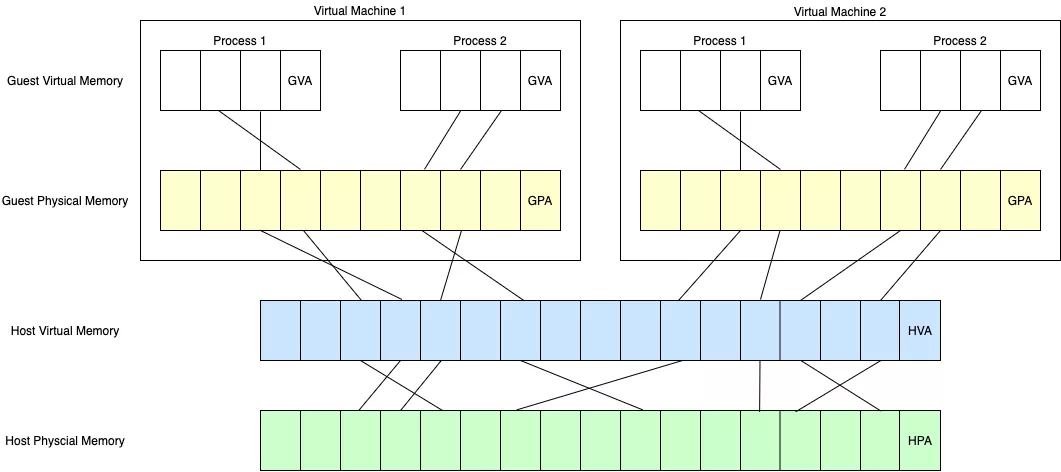 Virtual Machine 1
Virtual Machine 2
Process 1
Process 2
Process 1
Process 2
Guest Virtual Memory
GVA
GVA
GVA
GVA
Guest Physical Memory
GPA
GPA
Host Virtual Memory
HVA
Host Physcial Memory
HPA